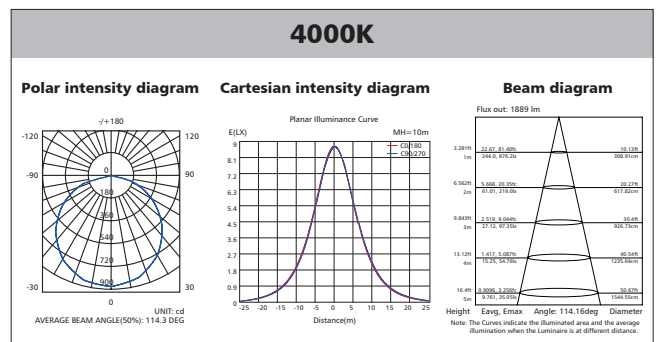 4000K
Polar intensity diagram
Cartesian intensity diagram
Beam diagram
-/+180
-120
120
-90
90
-30
30
0
0
180
360
540
720
900
UNIT: cd
AVERAGE BEAM ANGLE(50%): 114.3 DEG
Planar Illuminance Curve
E(LX)
MH=10m
C0/180
C90/270
9
8.1
7.2
6.3
5.4
4.5
3.6
2.7
1.8
0.9
0
-25 -20 -15 -10 -5 0 5 10 15 20 25
Distance(m)
Flux out: 1889 lm
3.281ft 22.67, 81.40fc 10.13ft
1m 244.0, 876.2lx 308.91cm
6.562ft 5.668, 20.35fc 20.27ft
2m 61.01, 219.0lx 617.82cm
9.843ft 2.519, 9.044fc 30.4ft
3m 27.12, 97.35lx 926.73cm
13.12ft 1.417, 5.087fc 40.54ft
4m 15.25, 54.76lx 1235.64cm
16.4ft 0.9096, 3.256fc 50.67ft
5m 9.761, 35.05lx 1544.55cm
Height Eavg, Emax Angle: 114.16deg Diameter
Note: The Curves indicate the illuminated area and the average
illumination when the Luminaire is at different distance.